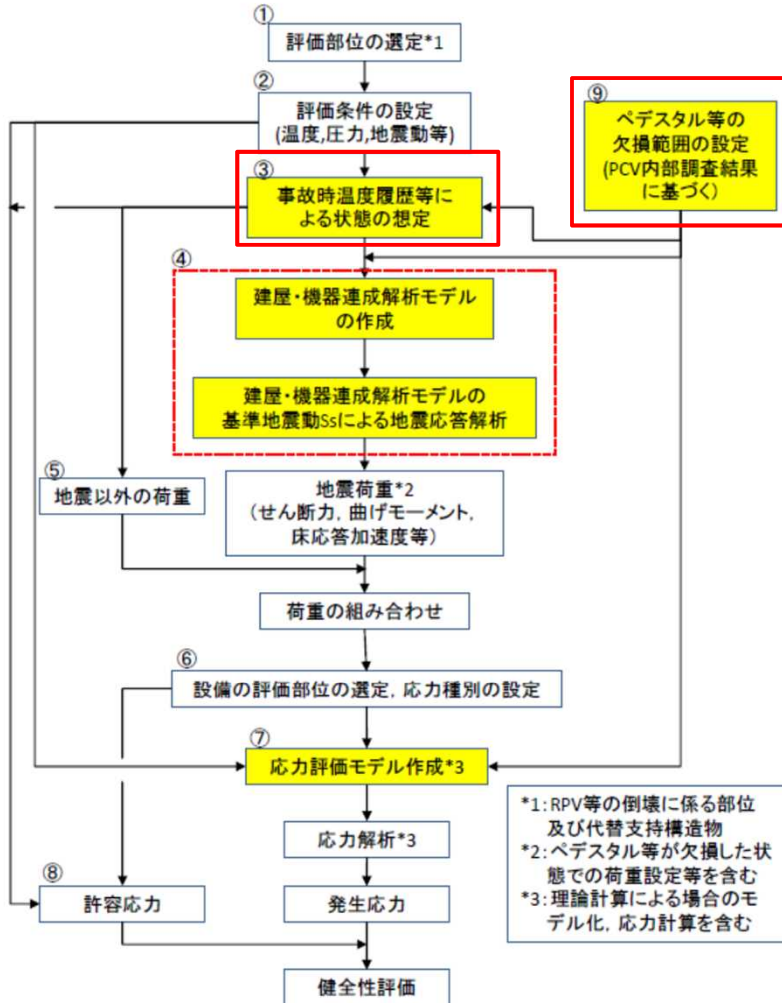 ①
評価部位の選定*1
②
評価条件の設定
(温度,圧力,地震動等)
⑨
ペデスタル等の
欠損範囲の設定
(PCV内部調査結果
に基づく)
③
事故時温度履歴等に
よる状態の想定
④
建屋・機器連成解析モデル
の作成
建屋・機器連成解析モデルの
基準地震動Ssによる地震応答解析
⑤
地震以外の荷重
地震荷重*2
(せん断力, 曲げモーメント,
床応答加速度等)
荷重の組み合わせ
⑥
設備の評価部位の選定, 応力種別の設定
⑦
応力評価モデル作成*3
応力解析*3
⑧
許容応力
発生応力
健全性評価
*1:RPV等の倒壊に係る部位
及び代替支持構造物
*2:ペデスタル等が欠損した状
態での荷重設定等を含む
*3:理論計算による場合のモ
デル化, 応力計算を含む